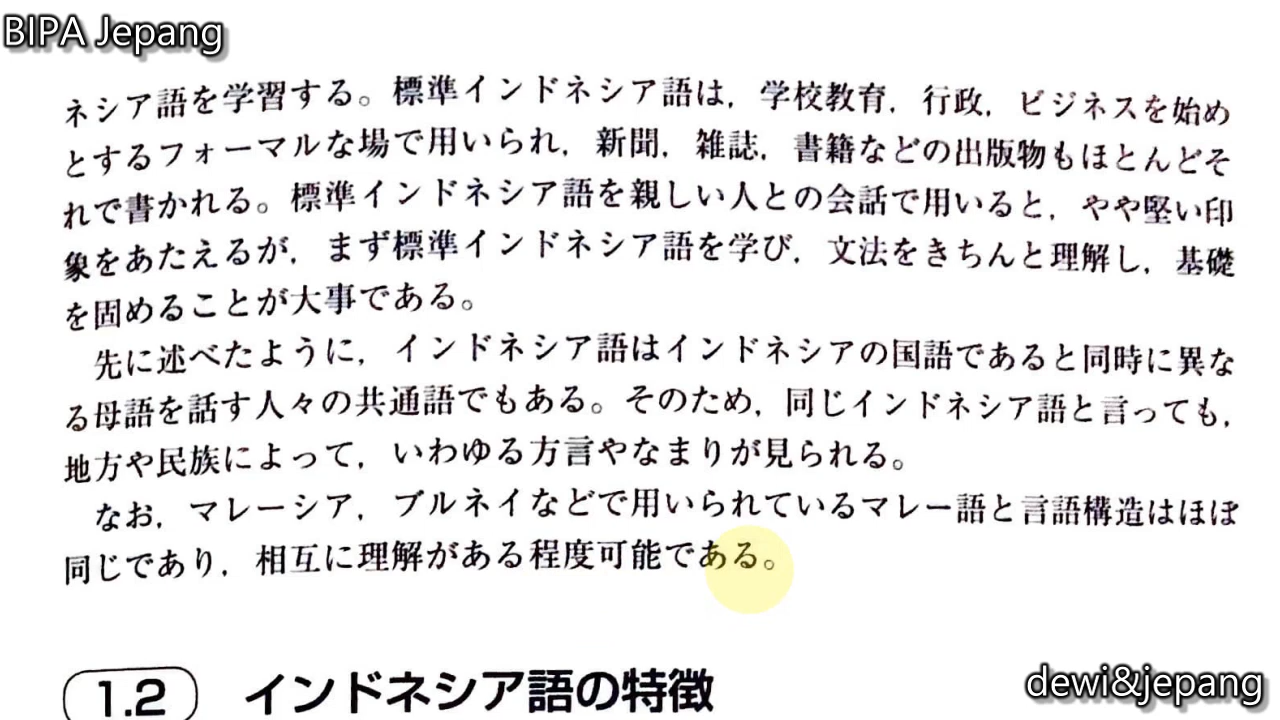 BIPA Jepang
ネシア語を学習する。標準インドネシア語は，学校教育，行政，ビジネスを始め
とするフォーマルな場で用いられ，新聞，雑誌，書籍などの出版物もほとんどそ
れで書かれる。標準インドネシア語を親しい人との会話で用いると，やや堅い印
象をあたえるが，まず標準インドネシア語を学び，文法をきちんと理解し，基礎
を固めることが大事である。
先に述べたように，インドネシア語はインドネシアの国語であると同時に異な
る母語を話す人々の共通語でもある。そのため，同じインドネシア語と言っても，
地方や民族によって，いわゆる方言やなまりが見られる。
なお，マレーシア，ブルネイなどで用いられているマレー語と言語構造はほぼ
同じであり，相互に理解がある程度可能である。
1.2 インドネシア語の特徴
dewi&jepang